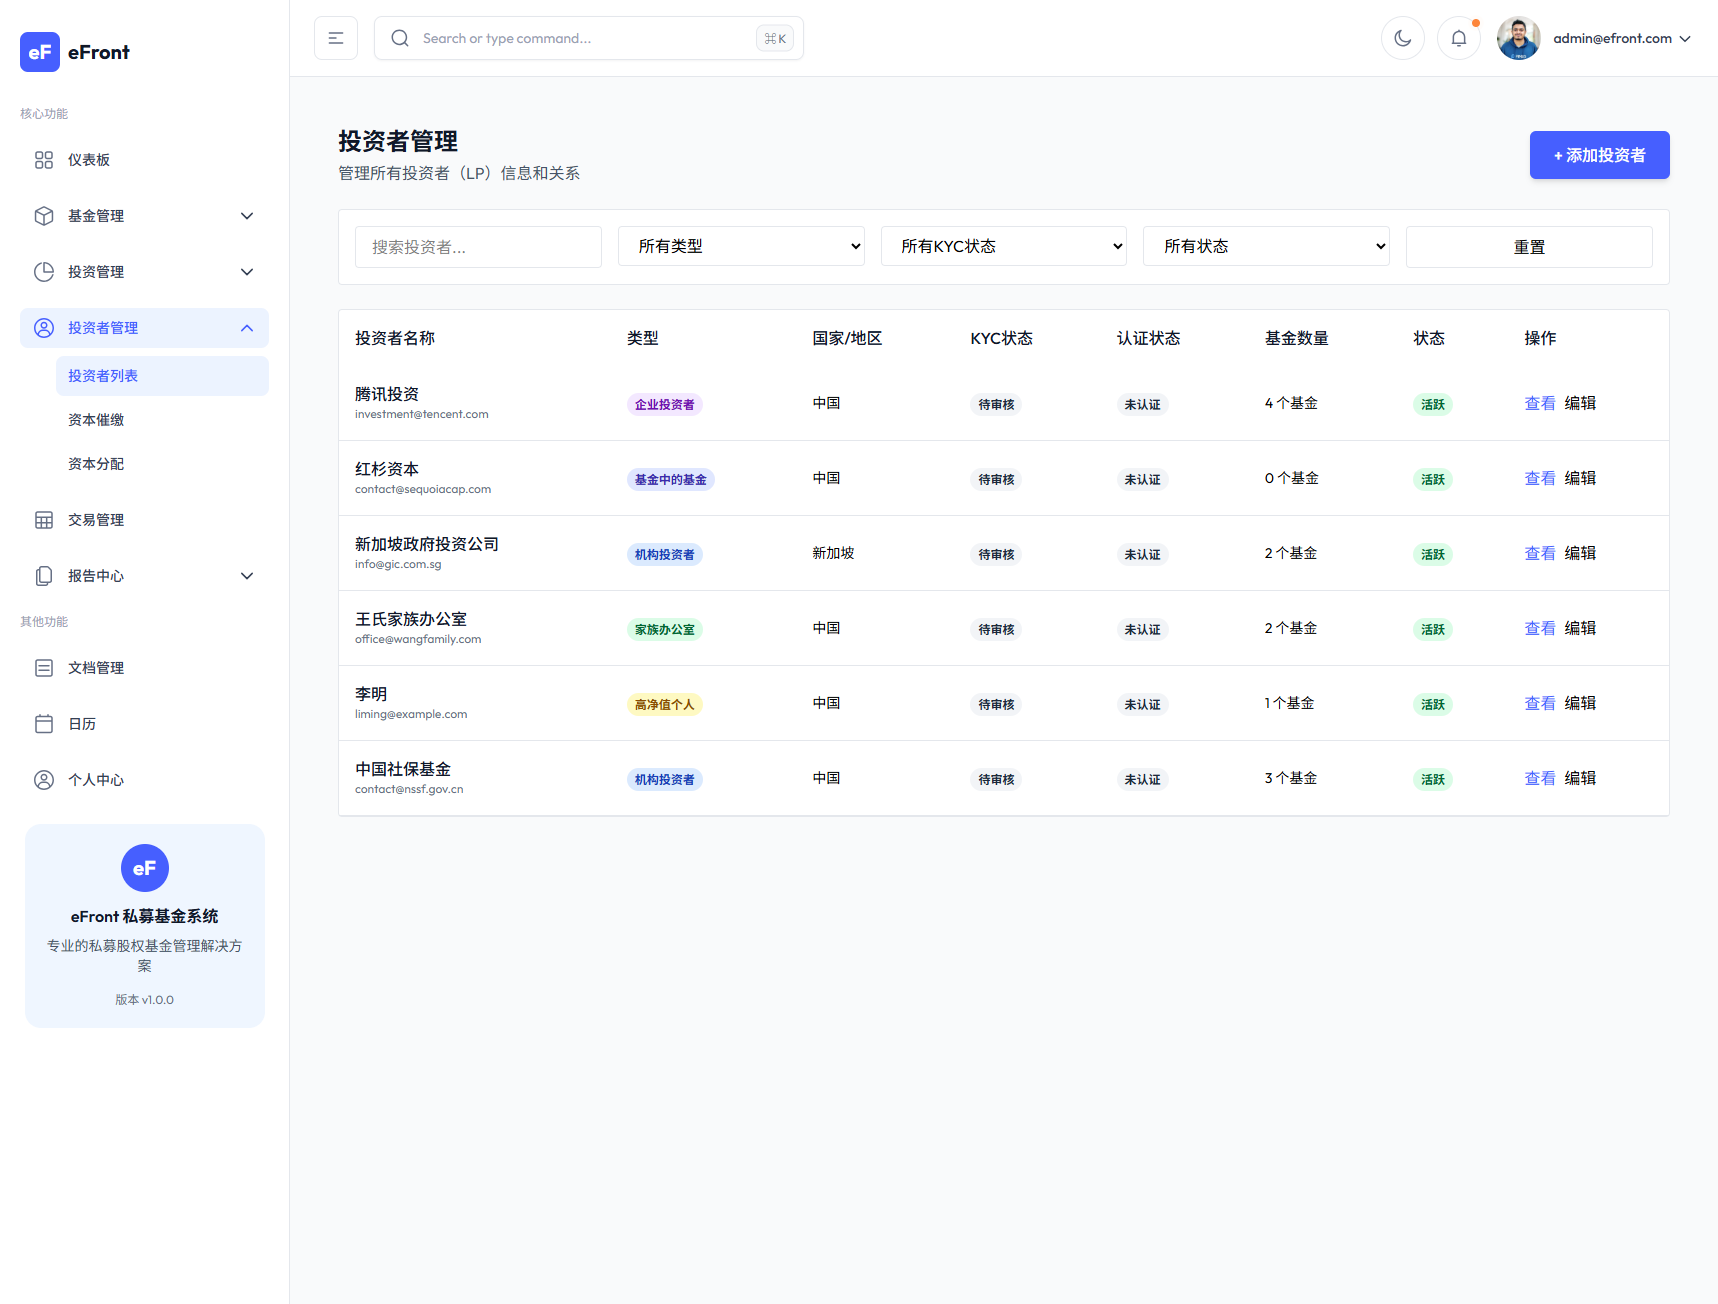 eF eFront
核心功能
仪表板
基金管理
投资管理
投资者管理
投资者列表
资本催缴
资本分配
交易管理
报告中心
其他功能
文档管理
日历
个人中心
eF
eFront 私募基金系统
专业的私募股权基金管理解决方
案
版本 v1.0.0
Search or type command... ⌘K
admin@efront.com
投资者管理
管理所有投资者（LP）信息和关系
+ 添加投资者
搜索投资者... 所有类型 所有KYC状态 所有状态 重置
投资者名称 类型 国家/地区 KYC状态 认证状态 基金数量 状态 操作
腾讯投资
investment@tencent.com
企业投资者 中国 待审核 未认证 4 个基金 活跃 查看 编辑
红杉资本
contact@sequoiacap.com
基金中的基金 中国 待审核 未认证 0 个基金 活跃 查看 编辑
新加坡政府投资公司
info@gic.com.sg
机构投资者 新加坡 待审核 未认证 2 个基金 活跃 查看 编辑
王氏家族办公室
office@wangfamily.com
家族办公室 中国 待审核 未认证 2 个基金 活跃 查看 编辑
李明
liming@example.com
高净值个人 中国 待审核 未认证 1 个基金 活跃 查看 编辑
中国社保基金
contact@nssf.gov.cn
机构投资者 中国 待审核 未认证 3 个基金 活跃 查看 编辑